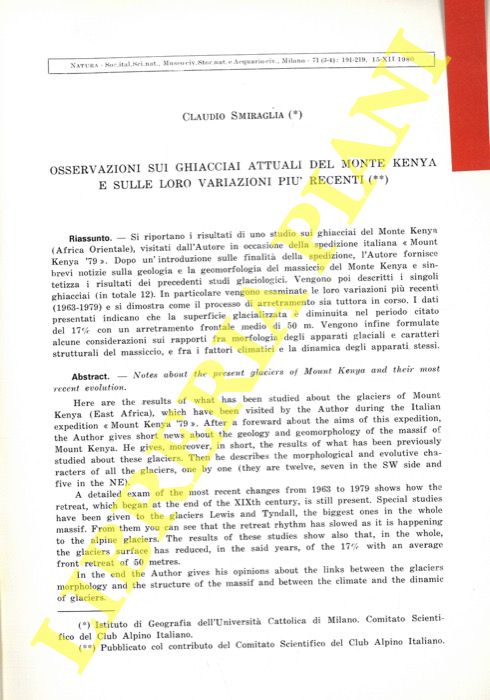 NATURA - Soc.ital.Sci.nat., Museo civ.Stor.nat. e Acquario civ., Milano - 71 (3-4): 191-219, 15-XII 1980
CLAUDIO SMIRAGLIA (*)
OSSERVAZIONI SUI GHIACCIAI ATTUALI DEL MONTE KENYA
E SULLE LORO VARIAZIONI PIU' RECENTI (**)
Riassunto. — Si riportano i risultati di uno studio sui ghiacciai del Monte Kenya
(Africa Orientale), visitati dall'Autore in occasione della spedizione italiana « Mount
Kenya '79 ». Dopo un' introduzione sulle finalità della spedizione, l'Autore fornisce
brevi notizie sulla geologia e la geomorfologia del massiccio del Monte Kenya e sin-
tetizza i risultati dei precedenti studi glaciologici. Vengono poi descritti i singoli
ghiacciai (in totale 12). In particolare vengono esaminate le loro variazioni più recenti
(1963-1979) e si dimostra come il processo di arretramento sia tuttora in corso. I dati
presentati indicano che la superficie glacializzata è diminuita nel periodo citato
del 17% con un arretramento frontale medio di 50 m. Vengono infine formulate
alcune considerazioni sui rapporti fra morfologia degli apparati glaciali e caratteri
strutturali del massiccio, e fra i fattori climatici e la dinamica degli apparati stessi.
Abstract. — Notes about the present glaciers of Mount Kenya and their most
recent evolution.
Here are the results of what has been studied about the glaciers of Mount
Kenya (East Africa), which have been visited by the Author during the Italian
expedition « Mount Kenya '79 ». After a foreward about the aims of this expedition,
the Author gives short news about the geology and geomorphology of the massif of
Mount Kenya. He gives, moreover, in short, the results of what has been previously
studied about these glaciers. Then he describes the morphological and evolutive cha-
racters of all the glaciers, one by one (they are twelve, seven in the SW side and
five in the NE).
A detailed exam of the most recent changes from 1963 to 1979 shows how the
retreat, which began at the end of the XIXth century, is still present. Special studies
have been given to the glaciers Lewis and Tyndall, the biggest ones in the whole
massif. From them you can see that the retreat rhythm has slowed as it is happening
to the alpine glaciers. The results of these studies show also that, in the whole,
the glaciers surface has reduced, in the said years, of the 17% with an average
front retreat of 50 metres.
In the end the Author gives his opinions about the links between the glaciers
morphology and the structure of the massif and between the climate and the dinamic
of glaciers.
(*) Istituto di Geografia dell'Università Cattolica di Milano. Comitato Scienti-
fico del Club Alpino Italiano.
(**) Pubblicato col contributo del Comitato Scientifico del Club Alpino Italiano.
LIBRERIAPIANI